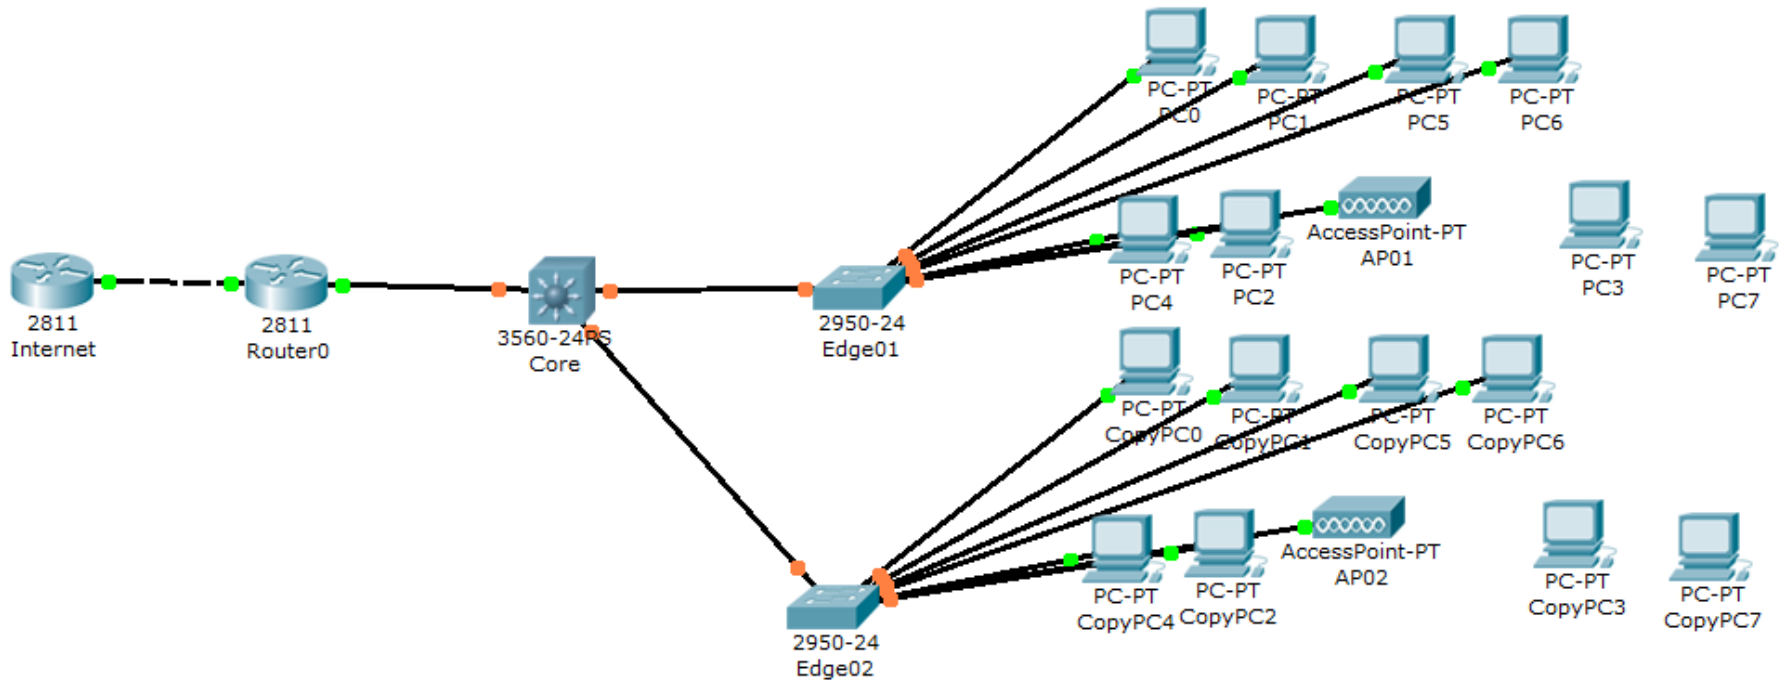 PC-PT
PC0
PC-PT
PC1
PC-PT
PC5
PC-PT
PC6
2811
Internet
2811
Router0
3560-24PS
Core
2950-24
Edge01
PC-PT
PC4
PC-PT
PC2
AccessPoint-PT
AP01
PC-PT
PC3
PC-PT
PC7
PC-PT
CopyPC0
PC-PT
CopyPC1
PC-PT
CopyPC5
PC-PT
CopyPC6
2950-24
Edge02
PC-PT
CopyPC4
PC-PT
CopyPC2
AccessPoint-PT
AP02
PC-PT
CopyPC3
PC-PT
CopyPC7